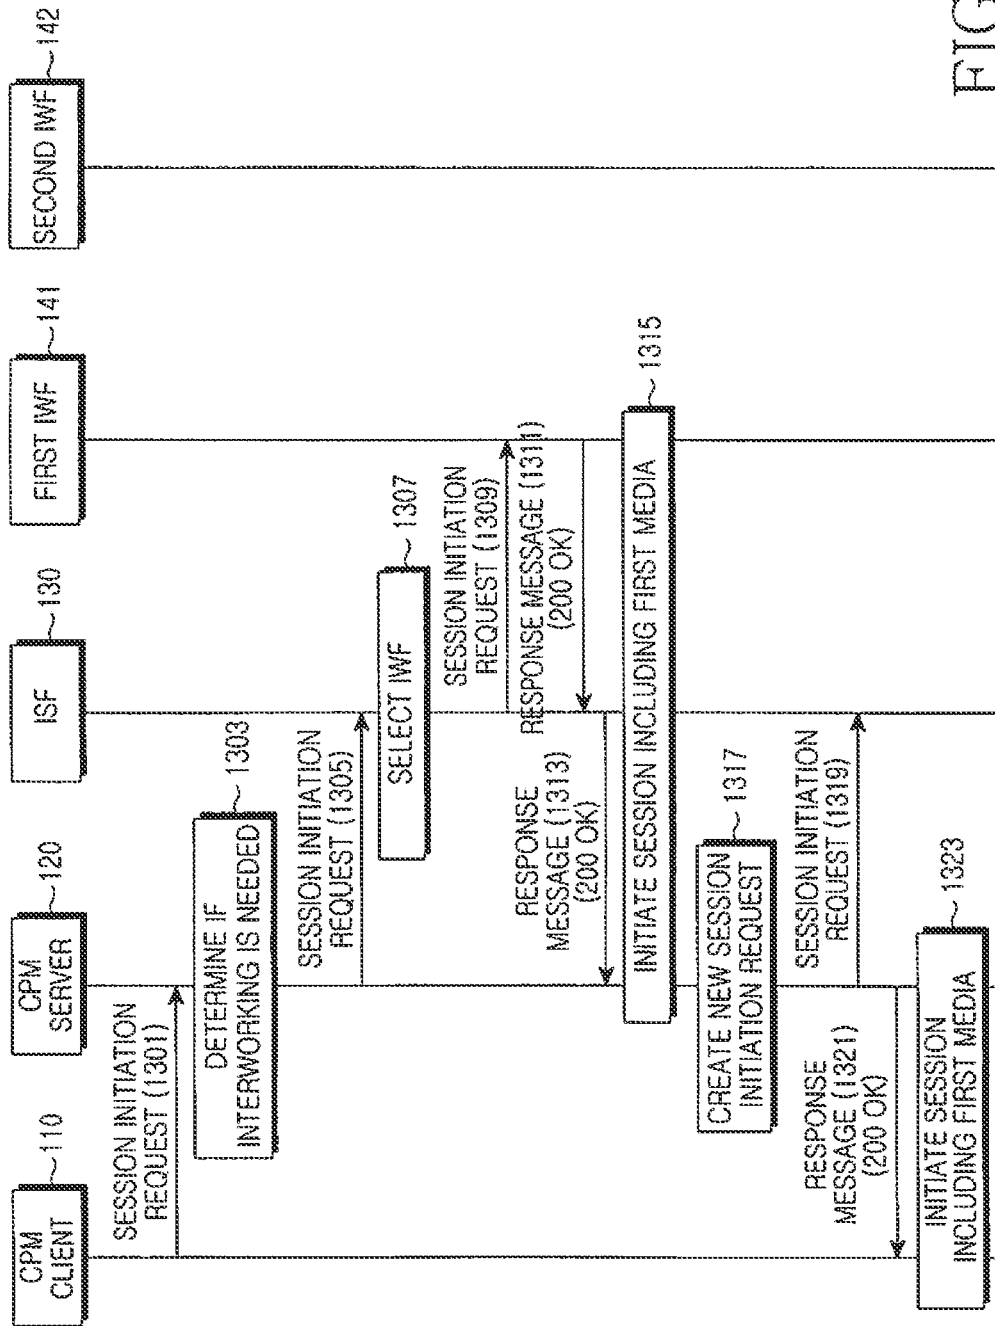 CPM
CLIENT
110
CPM
SERVER
120
ISF
130
FIRST IWF
141
SECOND IWF
142
SESSION INITIATION
REQUEST (1301)
DETERMINE IF
INTERWORKING IS NEEDED
1303
SESSION INITIATION
REQUEST (1305)
SELECT IWF
1307
SESSION INITIATION
REQUEST (1309)
RESPONSE MESSAGE (1311)
(200 OK)
RESPONSE
MESSAGE (1313)
(200 OK)
INITIATE SESSION INCLUDING FIRST MEDIA
1315
CREATE NEW SESSION
INITIATION REQUEST
1317
SESSION INITIATION
REQUEST (1319)
RESPONSE
MESSAGE (1321)
(200 OK)
INITIATE SESSION
INCLUDING FIRST MEDIA
1323
FIG